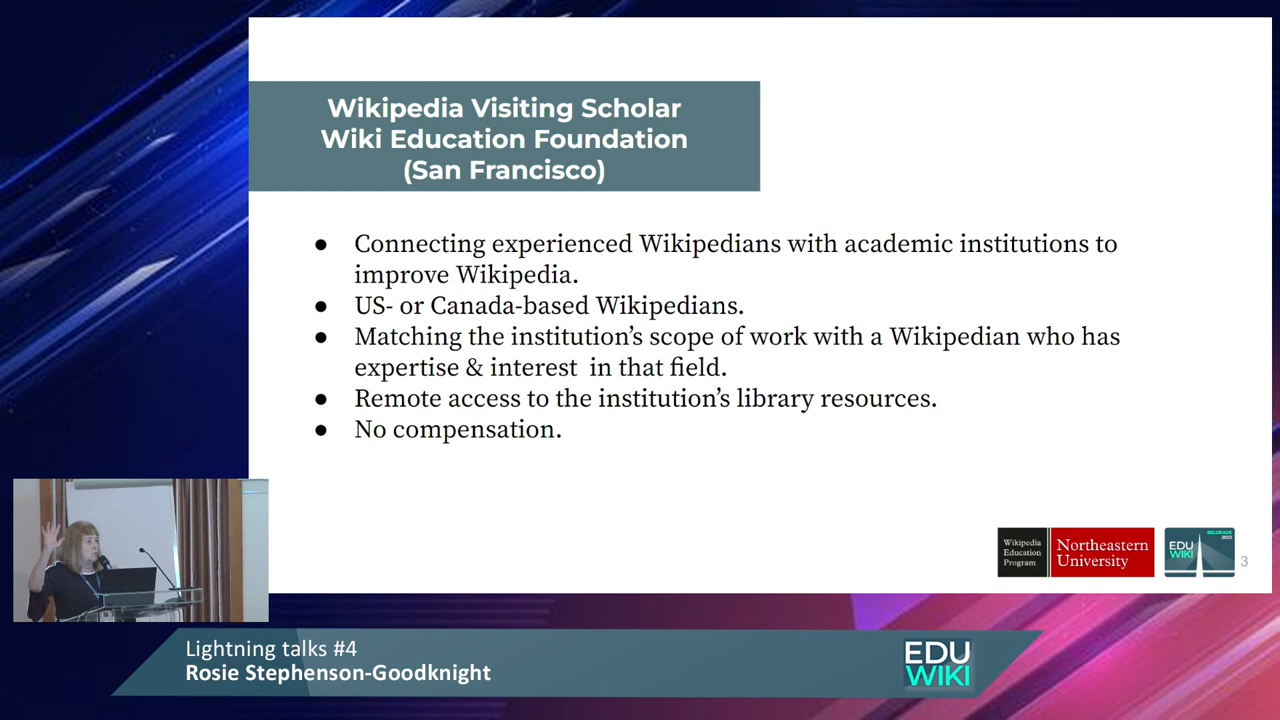 Wikipedia Visiting Scholar
Wiki Education Foundation
(San Francisco)
● Connecting experienced Wikipedians with academic institutions to
improve Wikipedia.
● US- or Canada-based Wikipedians.
● Matching the institution’s scope of work with a Wikipedian who has
expertise & interest in that field.
● Remote access to the institution’s library resources.
● No compensation.
Wikipedia
Education
Program
Northeastern
University
BELGRADE
2023
EDU
WIKI
3
Lightning talks #4
Rosie Stephenson-Goodknight
EDU
WIKI